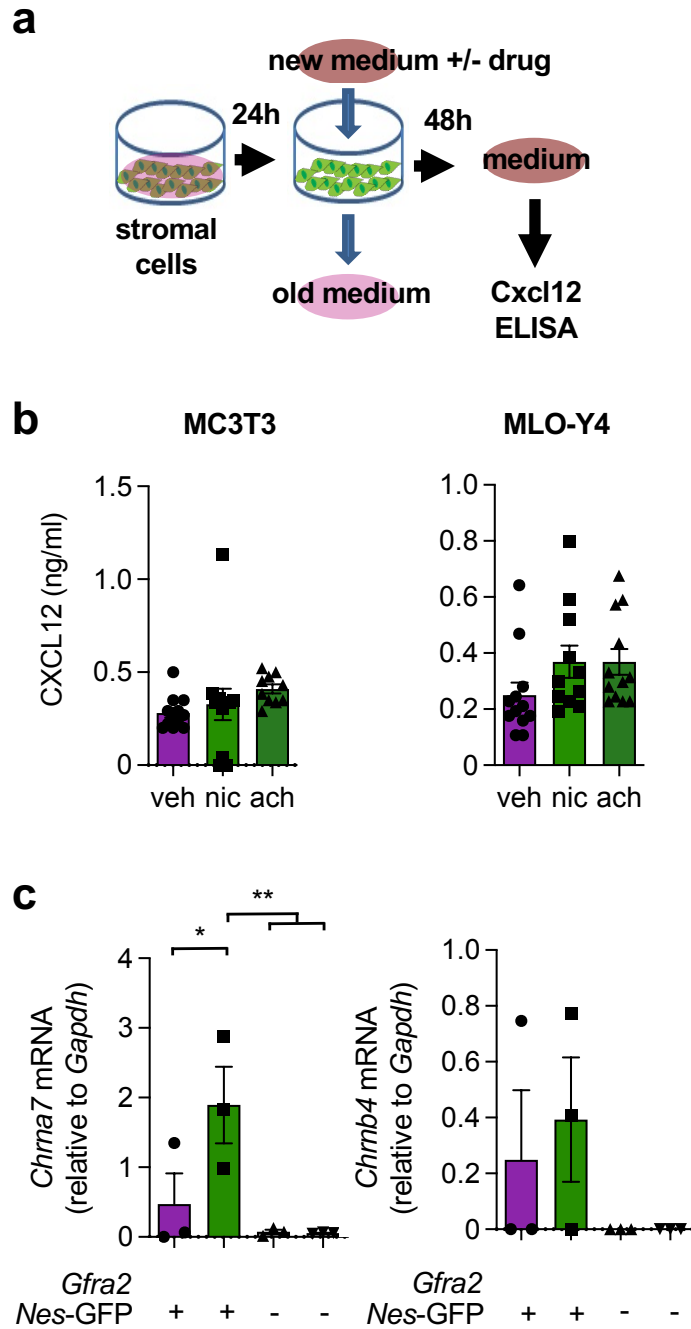 a
new medium +/- drug
24h
48h
medium
stromal
cells
old medium
Cxcl12
ELISA
b
MC3T3
MLO-Y4
CXCL12 (ng/ml)
1.5
1.0
0.5
0
veh nic ach
1.0
0.8
0.6
0.4
0.2
0
veh nic ach
c
Chrna7 mRNA
(relative to Gapdh)
4
3
2
1
0
*
**
Chrnb4 mRNA
(relative to Gapdh)
1.0
0.8
0.6
0.4
0.2
0
Gfra2
Nes-GFP + + - -
Gfra2
Nes-GFP + + - -